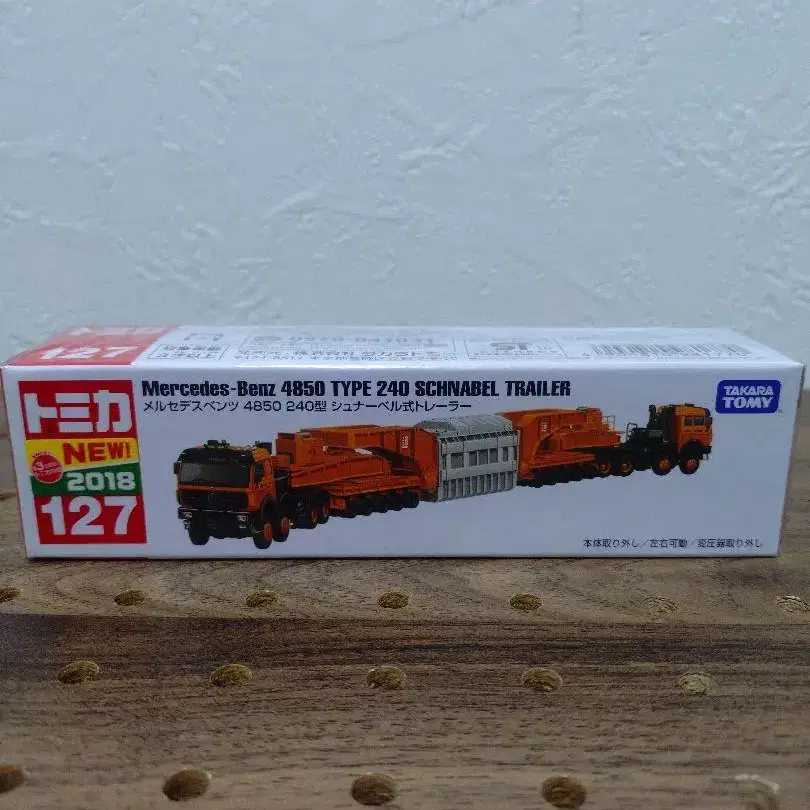 127
Mercedes-Benz 4850 TYPE 240 SCHNABEL TRAILER
メルセデスベンツ 4850 240型 シュナーベル式トレーラー
トミカ
NEW!
2018
127
TAKARA
TOMY
本体取り外し/左右可動/変圧器取り外し